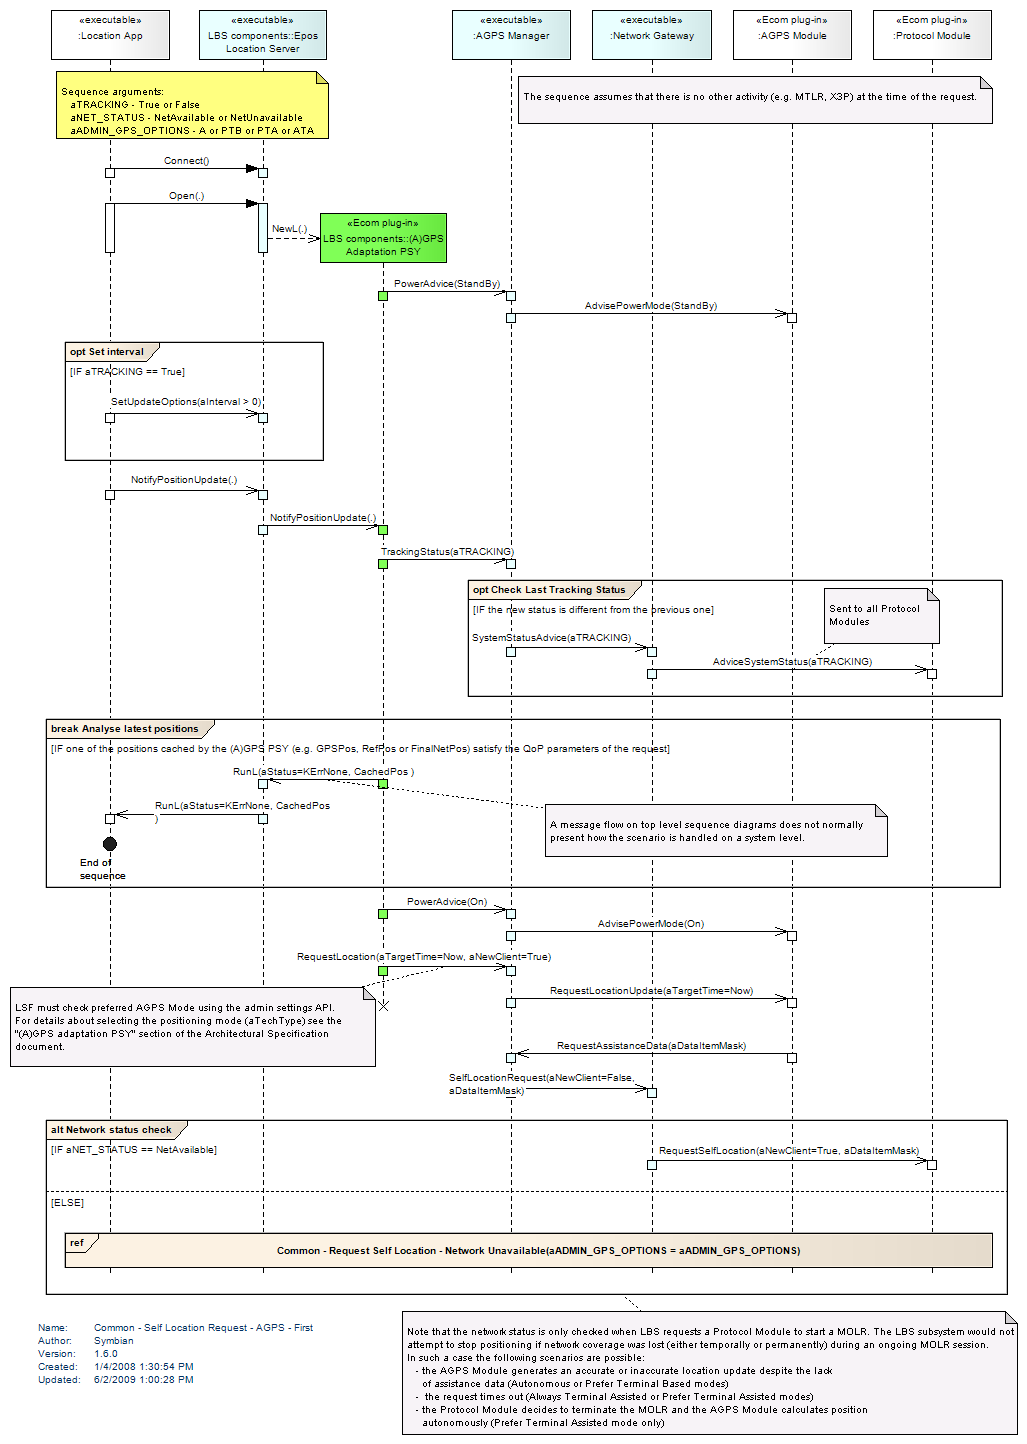 «executable»
:Location App
«executable»
LBS components::Epos
Location Server
«executable»
:AGPS Manager
«executable»
:Network Gateway
«Ecom plug-in»
:AGPS Module
«Ecom plug-in»
:Protocol Module
Sequence arguments:
aTRACKING - True or False
aNET_STATUS - NetAvailable or NetUnavailable
aADMIN_GPS_OPTIONS - A or PTB or PTA or ATA
The sequence assumes that there is no other activity (e.g. MTLR, X3P) at the time of the request.
Connect()
Open(.)
NewL(.)
«Ecom plug-in»
LBS components::(A)GPS
Adaptation PSY
PowerAdvice(StandBy)
AdvisePowerMode(StandBy)
opt Set interval
[IF aTRACKING == True]
SetUpdateOptions(aInterval > 0)
NotifyPositionUpdate(.)
NotifyPositionUpdate(.)
TrackingStatus(aTRACKING)
opt Check Last Tracking Status
[IF the new status is different from the previous one]
Sent to all Protocol
Modules
SystemStatusAdvice(aTRACKING)
AdviceSystemStatus(aTRACKING)
break Analyse latest positions
[IF one of the positions cached by the (A)GPS PSY (e.g. GPSPos, RefPos or FinalNetPos) satisfy the QoP parameters of the request]
RunL(aStatus=KErrNone, CachedPos )
RunL(aStatus=KErrNone, CachedPos
)
A message flow on top level sequence diagrams does not normally
present how the scenario is handled on a system level.
End of
sequence
PowerAdvice(On)
AdvisePowerMode(On)
RequestLocation(aTargetTime=Now, aNewClient=True)
RequestLocationUpdate(aTargetTime=Now)
LSF must check preferred AGPS Mode using the admin settings API.
For details about selecting the positioning mode (aTechType) see the
"(A)GPS adaptation PSY" section of the Architectural Specification
document.
RequestAssistanceData(aDataItemMask)
SelfLocationRequest(aNewClient=False,
aDataItemMask)
alt Network status check
[IF aNET_STATUS == NetAvailable]
RequestSelfLocation(aNewClient=True, aDataItemMask)
[ELSE]
ref
Common - Request Self Location - Network Unavailable(aADMIN_GPS_OPTIONS = aADMIN_GPS_OPTIONS)
Name: Common - Self Location Request - AGPS - First
Author: Symbian
Version: 1.6.0
Created: 1/4/2008 1:30:54 PM
Updated: 6/2/2009 1:00:28 PM
Note that the network status is only checked when LBS requests a Protocol Module to start a MOLR. The LBS subsystem would not
attempt to stop positioning if network coverage was lost (either temporally or permanently) during an ongoing MOLR session.
In such a case the following scenarios are possible:
- the AGPS Module generates an accurate or inaccurate location update despite the lack
of assistance data (Autonomous or Prefer Terminal Based modes)
- the request times out (Always Terminal Assisted or Prefer Terminal Assisted modes)
- the Protocol Module decides to terminate the MOLR and the AGPS Module calculates position
autonomously (Prefer Terminal Assisted mode only)